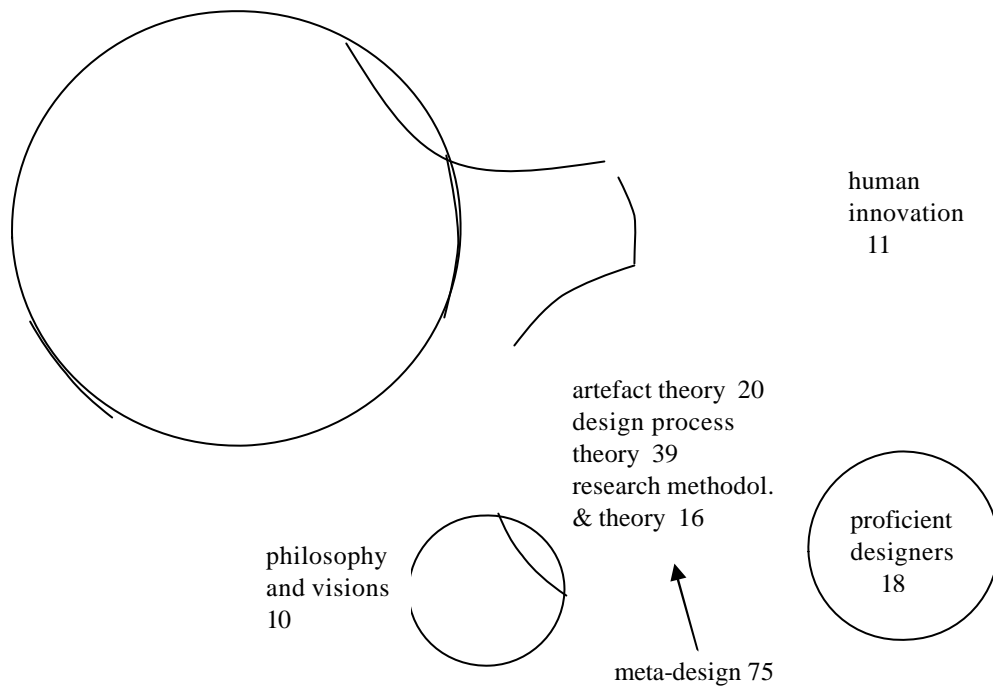 human
innovation
11
artefact theory 20
design process
theory 39
research methodol.
& theory 16
proficient
designers
18
philosophy
and visions
10
meta-design 75